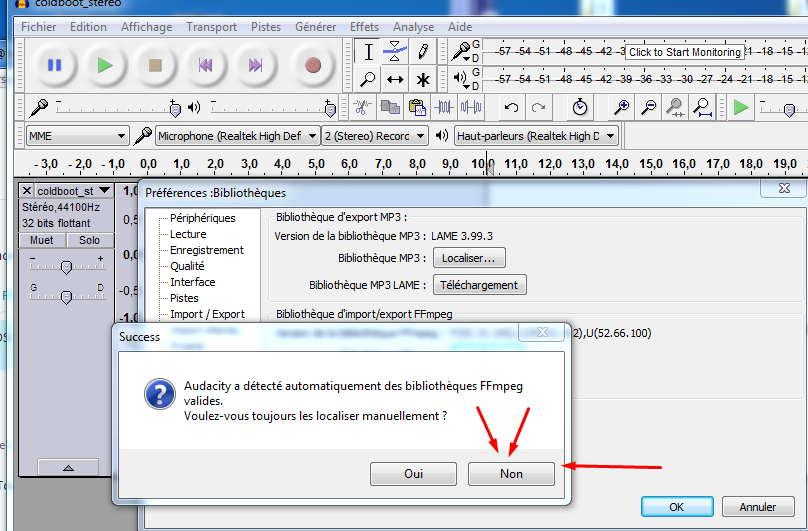 coldboot_stereo
Fichier Edition Affichage Transport Pistes Générer Effets Analyse Aide
G -57 -54 -51 -48 -45 -42 Click to Start Monitoring -18 -15
D
G -57 -54 -51 -48 -45 -42 -39 -36 -33 -30 -27 -24 -21 -18 -15
D
MME Microphone (Realtek High Def 2 (Stereo) Record Haut-parleurs (Realtek High D
-3,0 -2,0 -1,0 0,0 1,0 2,0 3,0 4,0 5,0 6,0 7,0 8,0 9,0 10,0 11,0 12,0 13,0 14,0 15,0 16,0 17,0 18,0 19,0
coldboot_st
Stéréo,44100Hz
32 bits flottant
Muet Solo
- +
G D
1,0
0,5
0,0
-0,5
-1,0
Préférences :Bibliothèques
Périphériques
Lecture
Enregistrement
Qualité
Interface
Pistes
Import / Export
Bibliothèque d'export MP3 :
Version de la bibliothèque MP3 : LAME 3.99.3
Bibliothèque MP3 : Localiser...
Bibliothèque MP3 LAME : Téléchargement
Bibliothèque d'import/export FFmpeg
2),U(52.66.100)
Success
Audacity a détecté automatiquement des bibliothèques FFmpeg
valides.
Voulez-vous toujours les localiser manuellement ?
Oui Non
OK Annuler